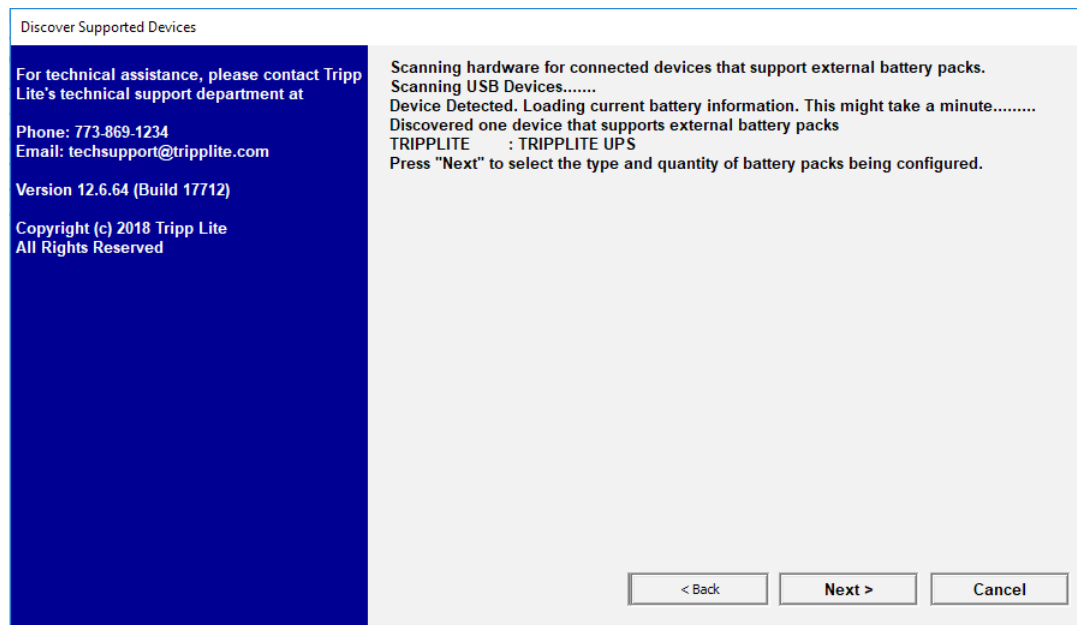 Discover Supported Devices
For technical assistance, please contact Tripp
Lite's technical support department at
Phone: 773-869-1234
Email: techsupport@tripplite.com
Version 12.6.64 (Build 17712)
Copyright (c) 2018 Tripp Lite
All Rights Reserved
Scanning hardware for connected devices that support external battery packs.
Scanning USB Devices.......
Device Detected. Loading current battery information. This might take a minute.........
Discovered one device that supports external battery packs
TRIPPLITE : TRIPPLITE UPS
Press "Next" to select the type and quantity of battery packs being configured.
< Back
Next >
Cancel